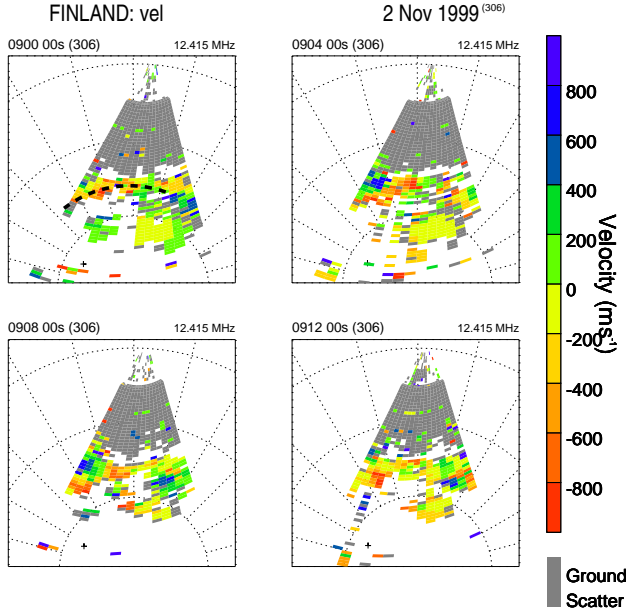 FINLAND: vel
2 Nov 1999 (306)
0900 00s (306) 12.415 MHz
0904 00s (306) 12.415 MHz
0908 00s (306) 12.415 MHz
0912 00s (306) 12.415 MHz
800
600
400
200
0
-200
-400
-600
-800
Velocity (ms⁻¹)
Ground
Scatter